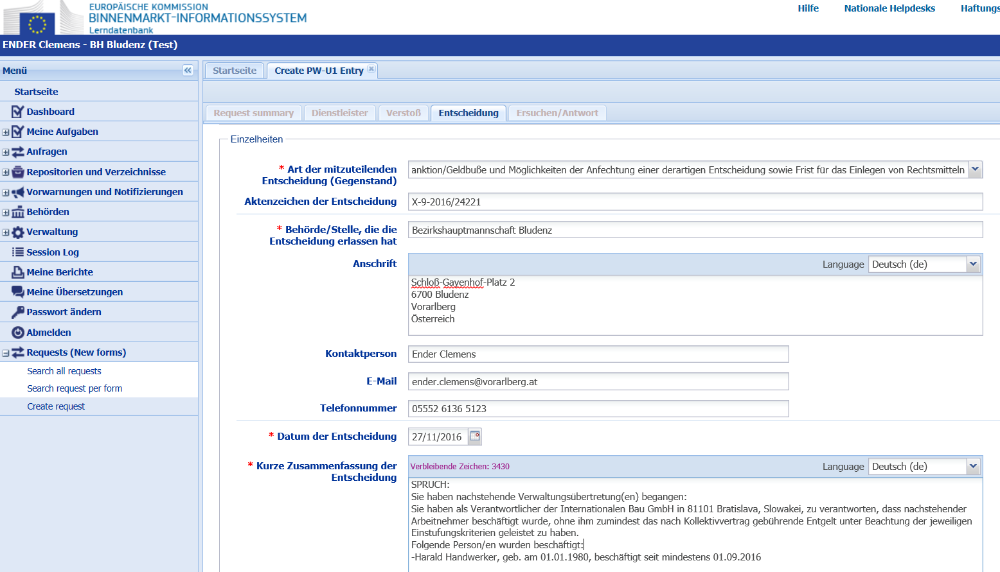 EUROPÄISCHE KOMMISSION
BINNENMARKT-INFORMATIONSSYSTEM
Lerndatenbank
Hilfe Nationale Helpdesks Haftungs
ENDER Clemens - BH Bludenz (Test)
Menü
Startseite
Dashboard
Meine Aufgaben
Anfragen
Repositorien und Verzeichnisse
Vorwarnungen und Notifizierungen
Behörden
Verwaltung
Session Log
Meine Berichte
Meine Übersetzungen
Passwort ändern
Abmelden
Requests (New forms)
Search all requests
Search request per form
Create request
Startseite Create PW-U1 Entry
Request summary Dienstleister Verstoß Entscheidung Ersuchen/Antwort
Einzelheiten
* Art der mitzuteilenden
Entscheidung (Gegenstand)
anktion/Geldbuße und Möglichkeiten der Anfechtung einer derartigen Entscheidung sowie Frist für das Einlegen von Rechtsmitteln
Aktenzeichen der Entscheidung X-9-2016/24221
* Behörde/Stelle, die die
Entscheidung erlassen hat
Bezirkshauptmannschaft Bludenz
Anschrift
Language Deutsch (de)
Schloß-Gayenhof-Platz 2
6700 Bludenz
Vorarlberg
Österreich
Kontaktperson Ender Clemens
E-Mail ender.clemens@vorarlberg.at
Telefonnummer 05552 6136 5123
* Datum der Entscheidung 27/11/2016
* Kurze Zusammenfassung der
Entscheidung
Verbleibende Zeichen: 3430 Language Deutsch (de)
SPRUCH:
Sie haben nachstehende Verwaltungsübertretung(en) begangen:
Sie haben als Verantwortlicher der Internationalen Bau GmbH in 81101 Bratislava, Slowakei, zu verantworten, dass nachstehender
Arbeitnehmer beschäftigt wurde, ohne ihm zumindest das nach Kollektivvertrag gebührende Entgelt unter Beachtung der jeweiligen
Einstufungskriterien geleistet zu haben.
Folgende Person/en wurden beschäftigt:
-Harald Handwerker, geb. am 01.01.1980, beschäftigt seit mindestens 01.09.2016